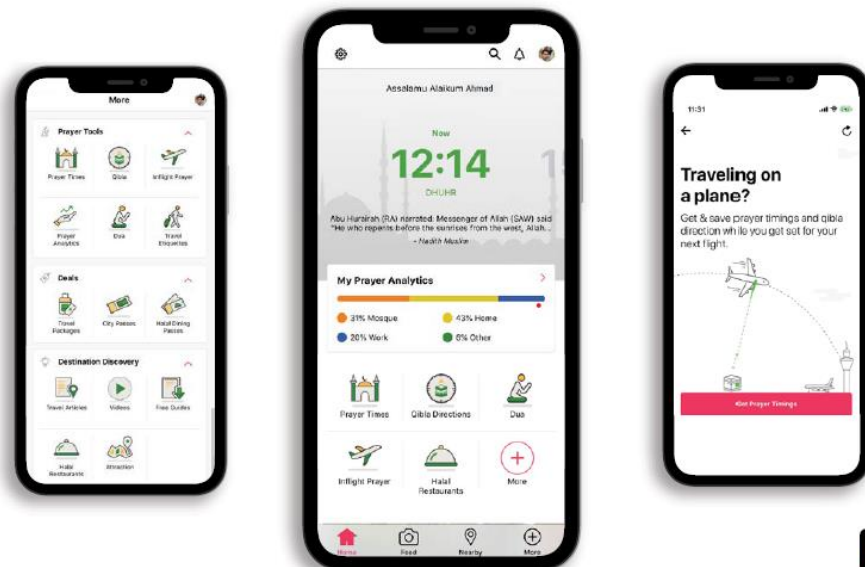 More
Prayer Tools
Prayer Times
Qibla
Inflight Prayer
Prayer
Analytics
Dua
Travel
Etiquettes
Deals
Travel
Packages
City Passes
Halal Dining
Passes
Destination Discovery
Travel Articles
Videos
Free Guides
Halal
Restaurants
Attraction
Assalamu Alaikum Ahmad
Now
12:14
DHUHR
Abu Hurairah (RA) narrated: Messenger of Allah (SAW) said
"He who repents before the sunrises from the west, Allah...
- Hadith Muslim
My Prayer Analytics
31% Mosque
43% Home
20% Work
6% Other
Prayer Times
Qibla Directions
Dua
Inflight Prayer
Halal
Restaurants
More
Home
Feed
Nearby
More
11:31
Traveling on
a plane?
Get & save prayer timings and qibla
direction while you get set for your
next flight.
Get Prayer Timings